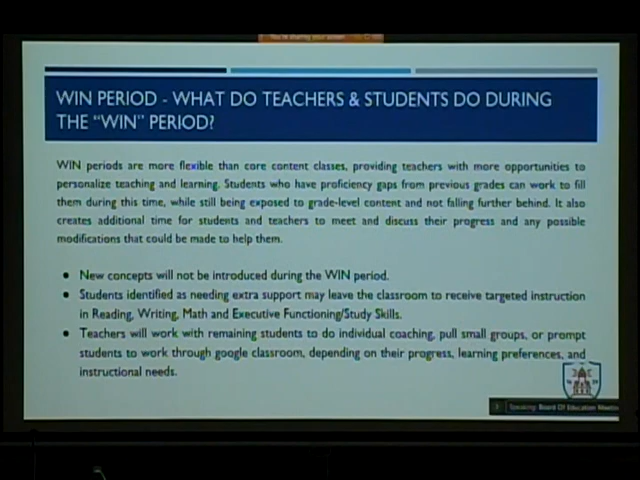 WIN PERIOD - WHAT DO TEACHERS & STUDENTS DO DURING
THE “WIN” PERIOD?
WIN periods are more flexible than core content classes, providing teachers with more opportunities to
personalize teaching and learning. Students who have proficiency gaps from previous grades can work to fill
them during this time, while still being exposed to grade-level content and not falling further behind. It also
creates additional time for students and teachers to meet and discuss their progress and any possible
modifications that could be made to help them.
● New concepts will not be introduced during the WIN period.
● Students identified as needing extra support may leave the classroom to receive targeted instruction
in Reading, Writing, Math and Executive Functioning/Study Skills.
● Teachers will work with remaining students to do individual coaching, pull small groups, or prompt
students to work through google classroom, depending on their progress, learning preferences, and
instructional needs.
Speaking: Board Of Education